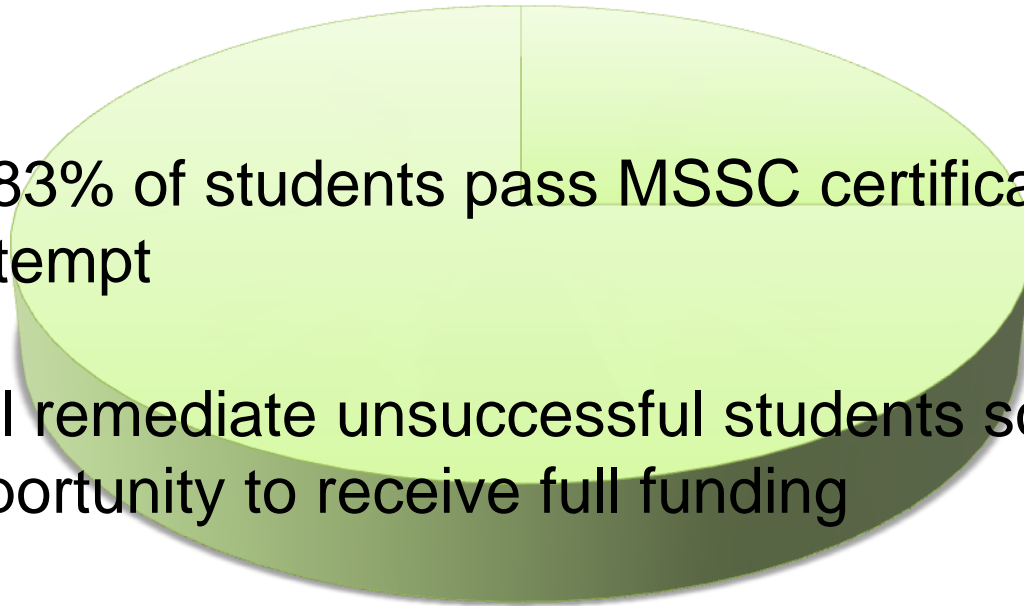 83% of students pass MSSC certifica
tempt
l remediate unsuccessful students so
portunity to receive full funding